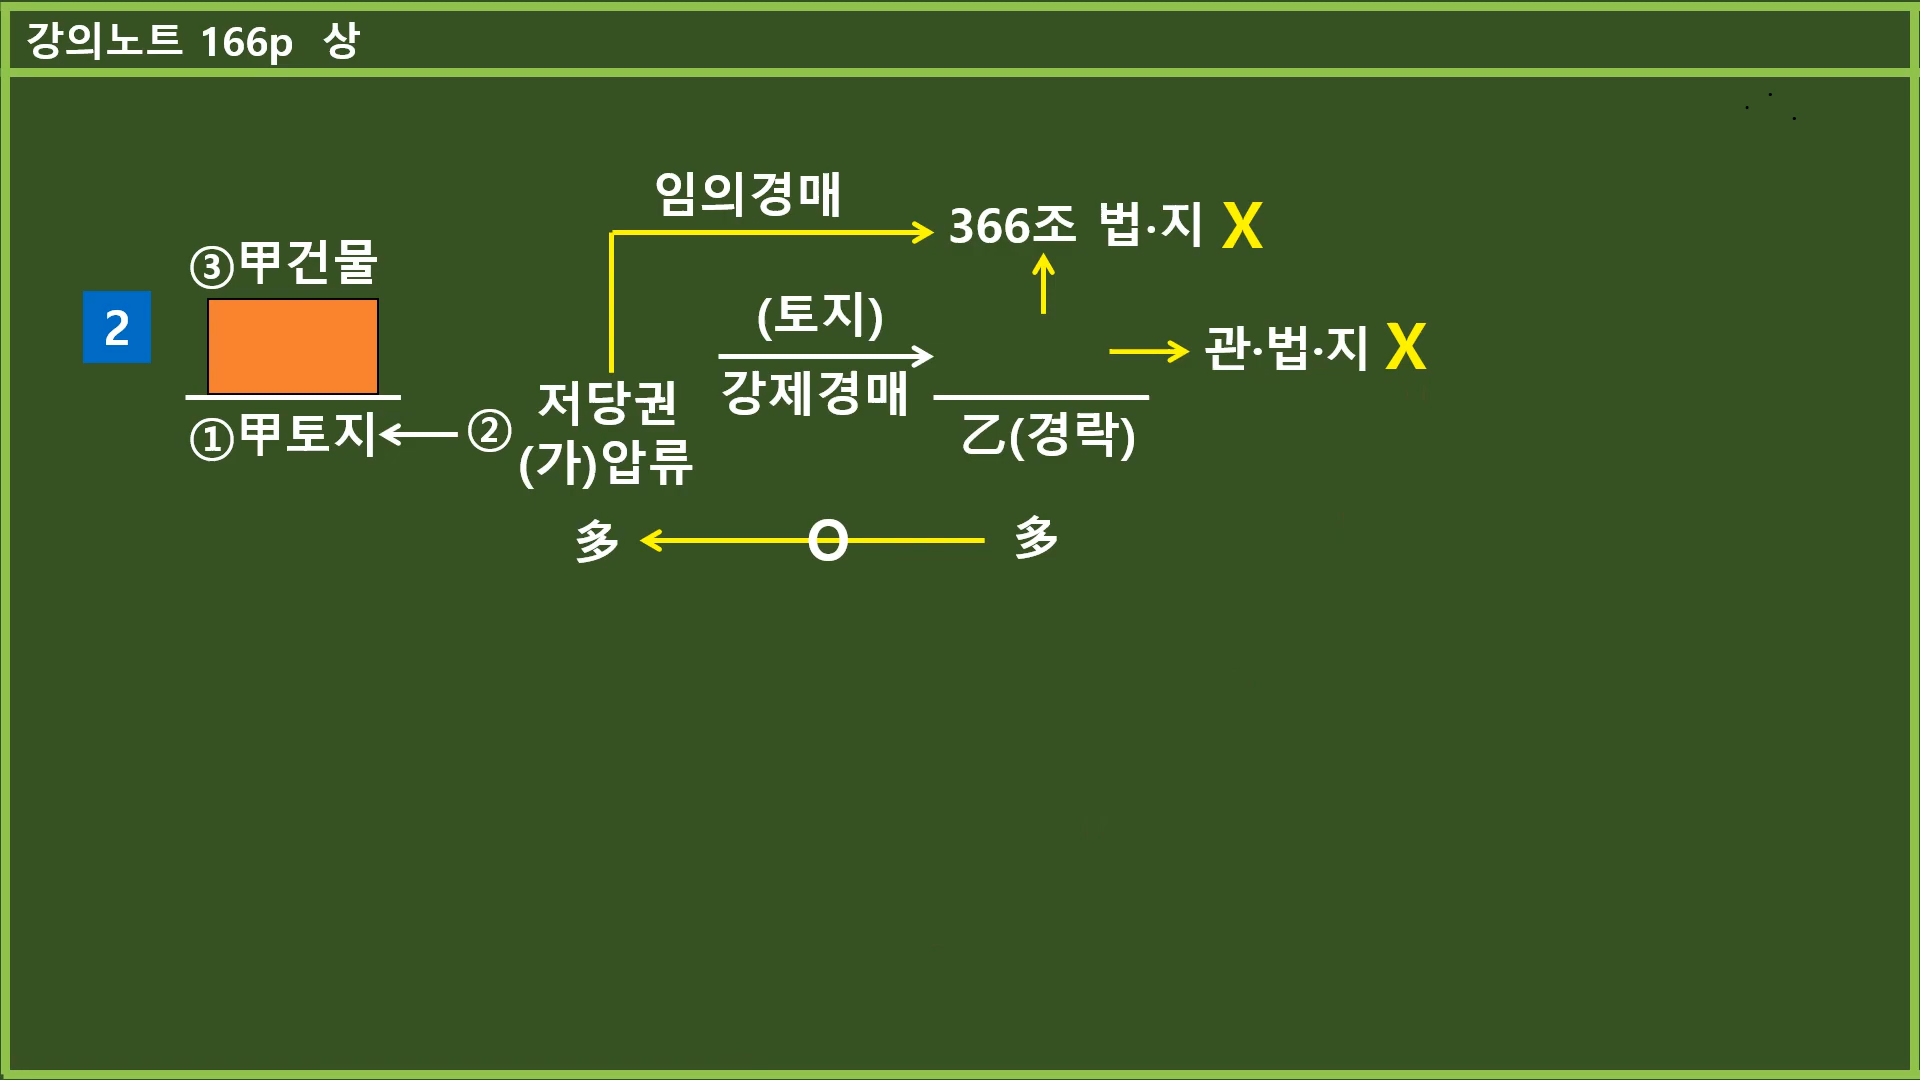 강의노트 166p 상
임의경매
366조 법·지 X
③甲건물
(토지)
2
관·법·지 X
강제경매
저당권
①甲토지
②
(가)압류
乙(경락)
多 O 多